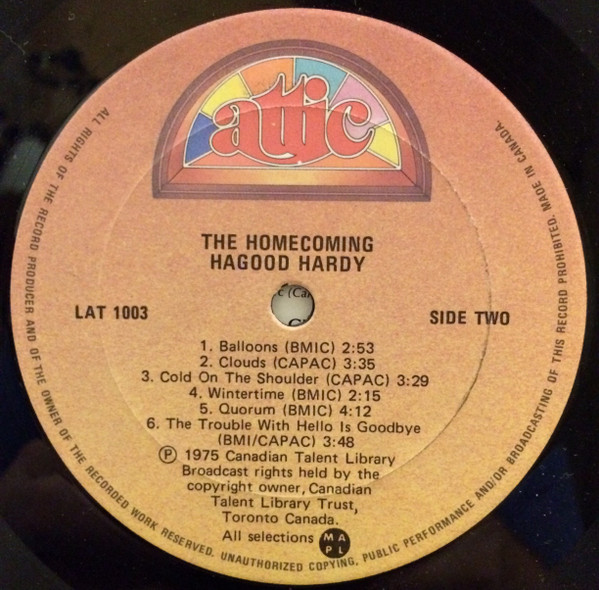 attic
THE HOMECOMING
HAGOOD HARDY
LAT 1003
SIDE TWO
1. Balloons (BMIC) 2:53
2. Clouds (CAPAC) 3:35
3. Cold On The Shoulder (CAPAC) 3:29
4. Wintertime (BMIC) 2:15
5. Quorum (BMIC) 4:12
6. The Trouble With Hello Is Goodbye
(BMI/CAPAC) 3:48
Ⓟ 1975 Canadian Talent Library
Broadcast rights held by the
copyright owner, Canadian
Talent Library Trust,
Toronto Canada.
All selections MAPL
ALL RIGHTS OF THE RECORD PRODUCER AND OF THE OWNER OF THE RECORDED WORK RESERVED. UNAUTHORIZED COPYING, PUBLIC PERFORMANCE AND/OR BROADCASTING OF THIS RECORD PROHIBITED. MADE IN CANADA.